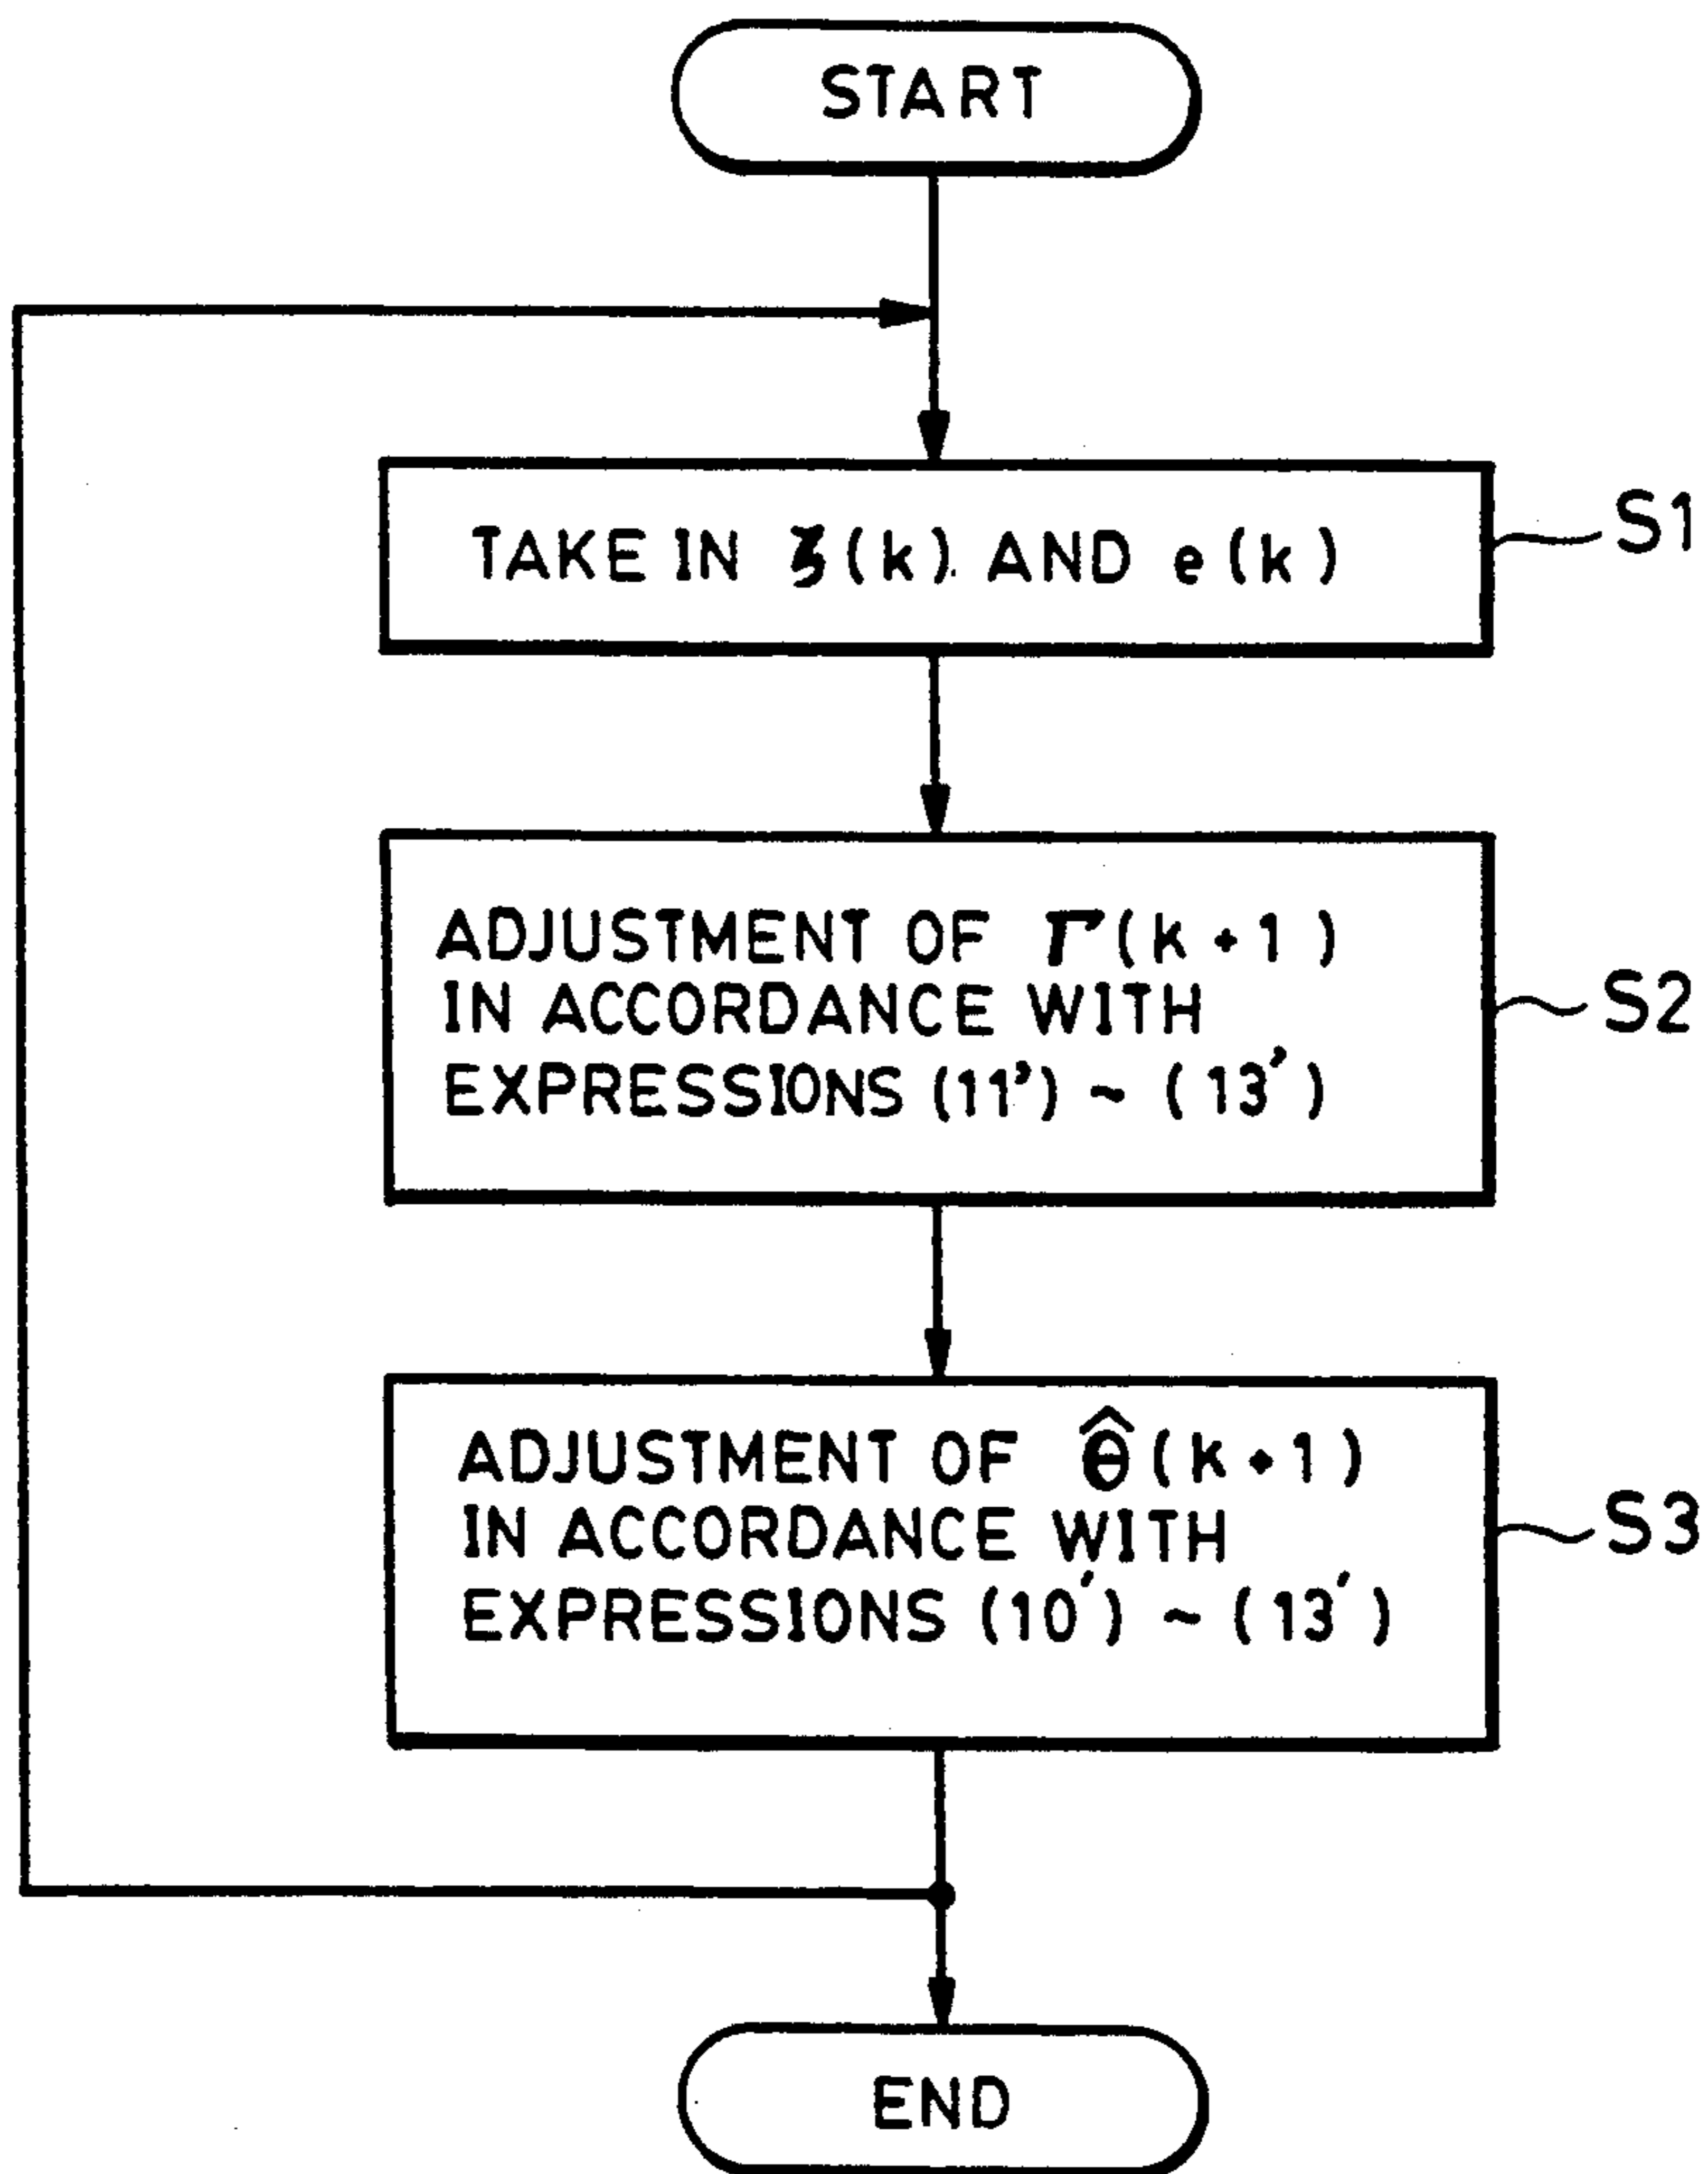 START
TAKE IN ξ(k). AND e(k)
S1
ADJUSTMENT OF Γ(k+1)
IN ACCORDANCE WITH
EXPRESSIONS (11') ~ (13')
S2
ADJUSTMENT OF θ̂(k+1)
IN ACCORDANCE WITH
EXPRESSIONS (10') ~ (13')
S3
END